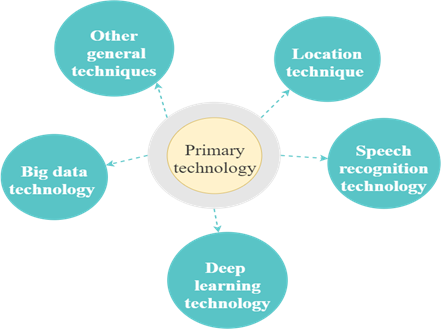 Other
general
techniques
Location
technique
Primary
technology
Speech
recognition
technology
Big data
technology
Deep
learning
technology